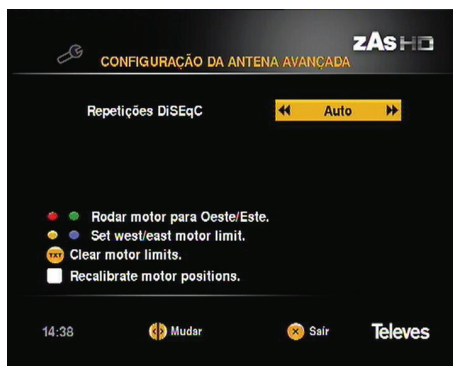 zAs HD
CONFIGURAÇÃO DA ANTENA AVANÇADA
Repetições DiSEqC Auto
Rodar motor para Oeste/Este.
Set west/east motor limit.
TXT Clear motor limits.
Recalibrate motor positions.
14:38 Mudar Sair Televes